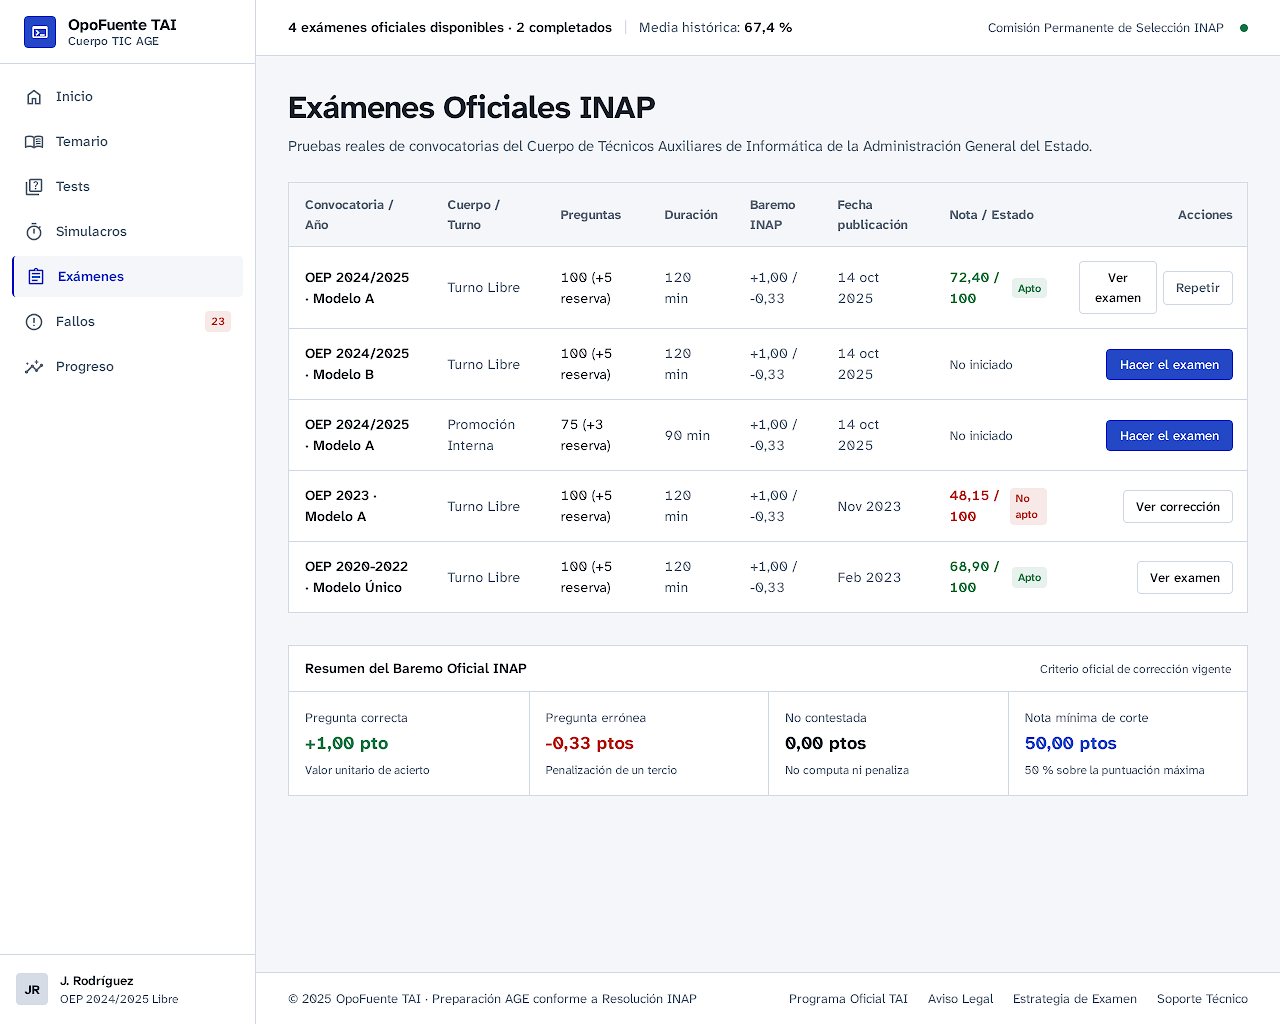 OpoFuente TAI
Cuerpo TIC AGE
Inicio
Temario
Tests
Simulacros
Exámenes
Fallos 23
Progreso
JR
J. Rodríguez
OEP 2024/2025 Libre
4 exámenes oficiales disponibles · 2 completados Media histórica: 67,4 % Comisión Permanente de Selección INAP
Exámenes Oficiales INAP
Pruebas reales de convocatorias del Cuerpo de Técnicos Auxiliares de Informática de la Administración General del Estado.
Convocatoria /
Año
Cuerpo /
Turno
Preguntas
Duración
Baremo
INAP
Fecha
publicación
Nota / Estado
Acciones
OEP 2024/2025
· Modelo A
Turno Libre
100 (+5
reserva)
120
min
+1,00 /
-0,33
14 oct
2025
72,40 /
100
Apto
Ver
examen
Repetir
OEP 2024/2025
· Modelo B
Turno Libre
100 (+5
reserva)
120
min
+1,00 /
-0,33
14 oct
2025
No iniciado
Hacer el examen
OEP 2024/2025
· Modelo A
Promoción
Interna
75 (+3
reserva)
90 min
+1,00 /
-0,33
14 oct
2025
No iniciado
Hacer el examen
OEP 2023 ·
Modelo A
Turno Libre
100 (+5
reserva)
120
min
+1,00 /
-0,33
Nov 2023
48,15 /
100
No
apto
Ver corrección
OEP 2020-2022
· Modelo Único
Turno Libre
100 (+5
reserva)
120
min
+1,00 /
-0,33
Feb 2023
68,90 /
100
Apto
Ver examen
Resumen del Baremo Oficial INAP
Criterio oficial de corrección vigente
Pregunta correcta
+1,00 pto
Valor unitario de acierto
Pregunta errónea
-0,33 ptos
Penalización de un tercio
No contestada
0,00 ptos
No computa ni penaliza
Nota mínima de corte
50,00 ptos
50 % sobre la puntuación máxima
© 2025 OpoFuente TAI · Preparación AGE conforme a Resolución INAP
Programa Oficial TAI Aviso Legal Estrategia de Examen Soporte Técnico